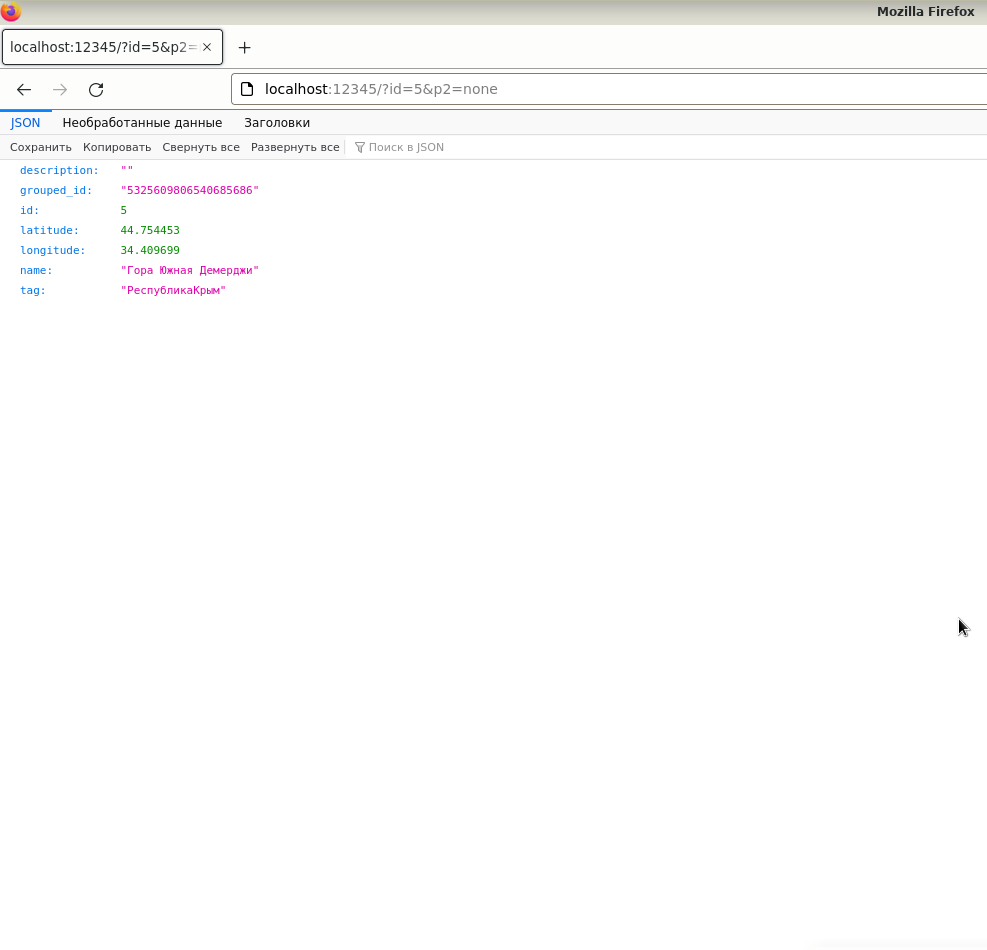 Mozilla Firefox
localhost:12345/?id=5&p2=
localhost:12345/?id=5&p2=none
JSON Необработанные данные Заголовки
Сохранить Копировать Свернуть все Развернуть все Поиск в JSON
description: ""
grouped_id: "5325609806540685686"
id: 5
latitude: 44.754453
longitude: 34.409699
name: "Гора Южная Демерджи"
tag: "РеспубликаКрым"